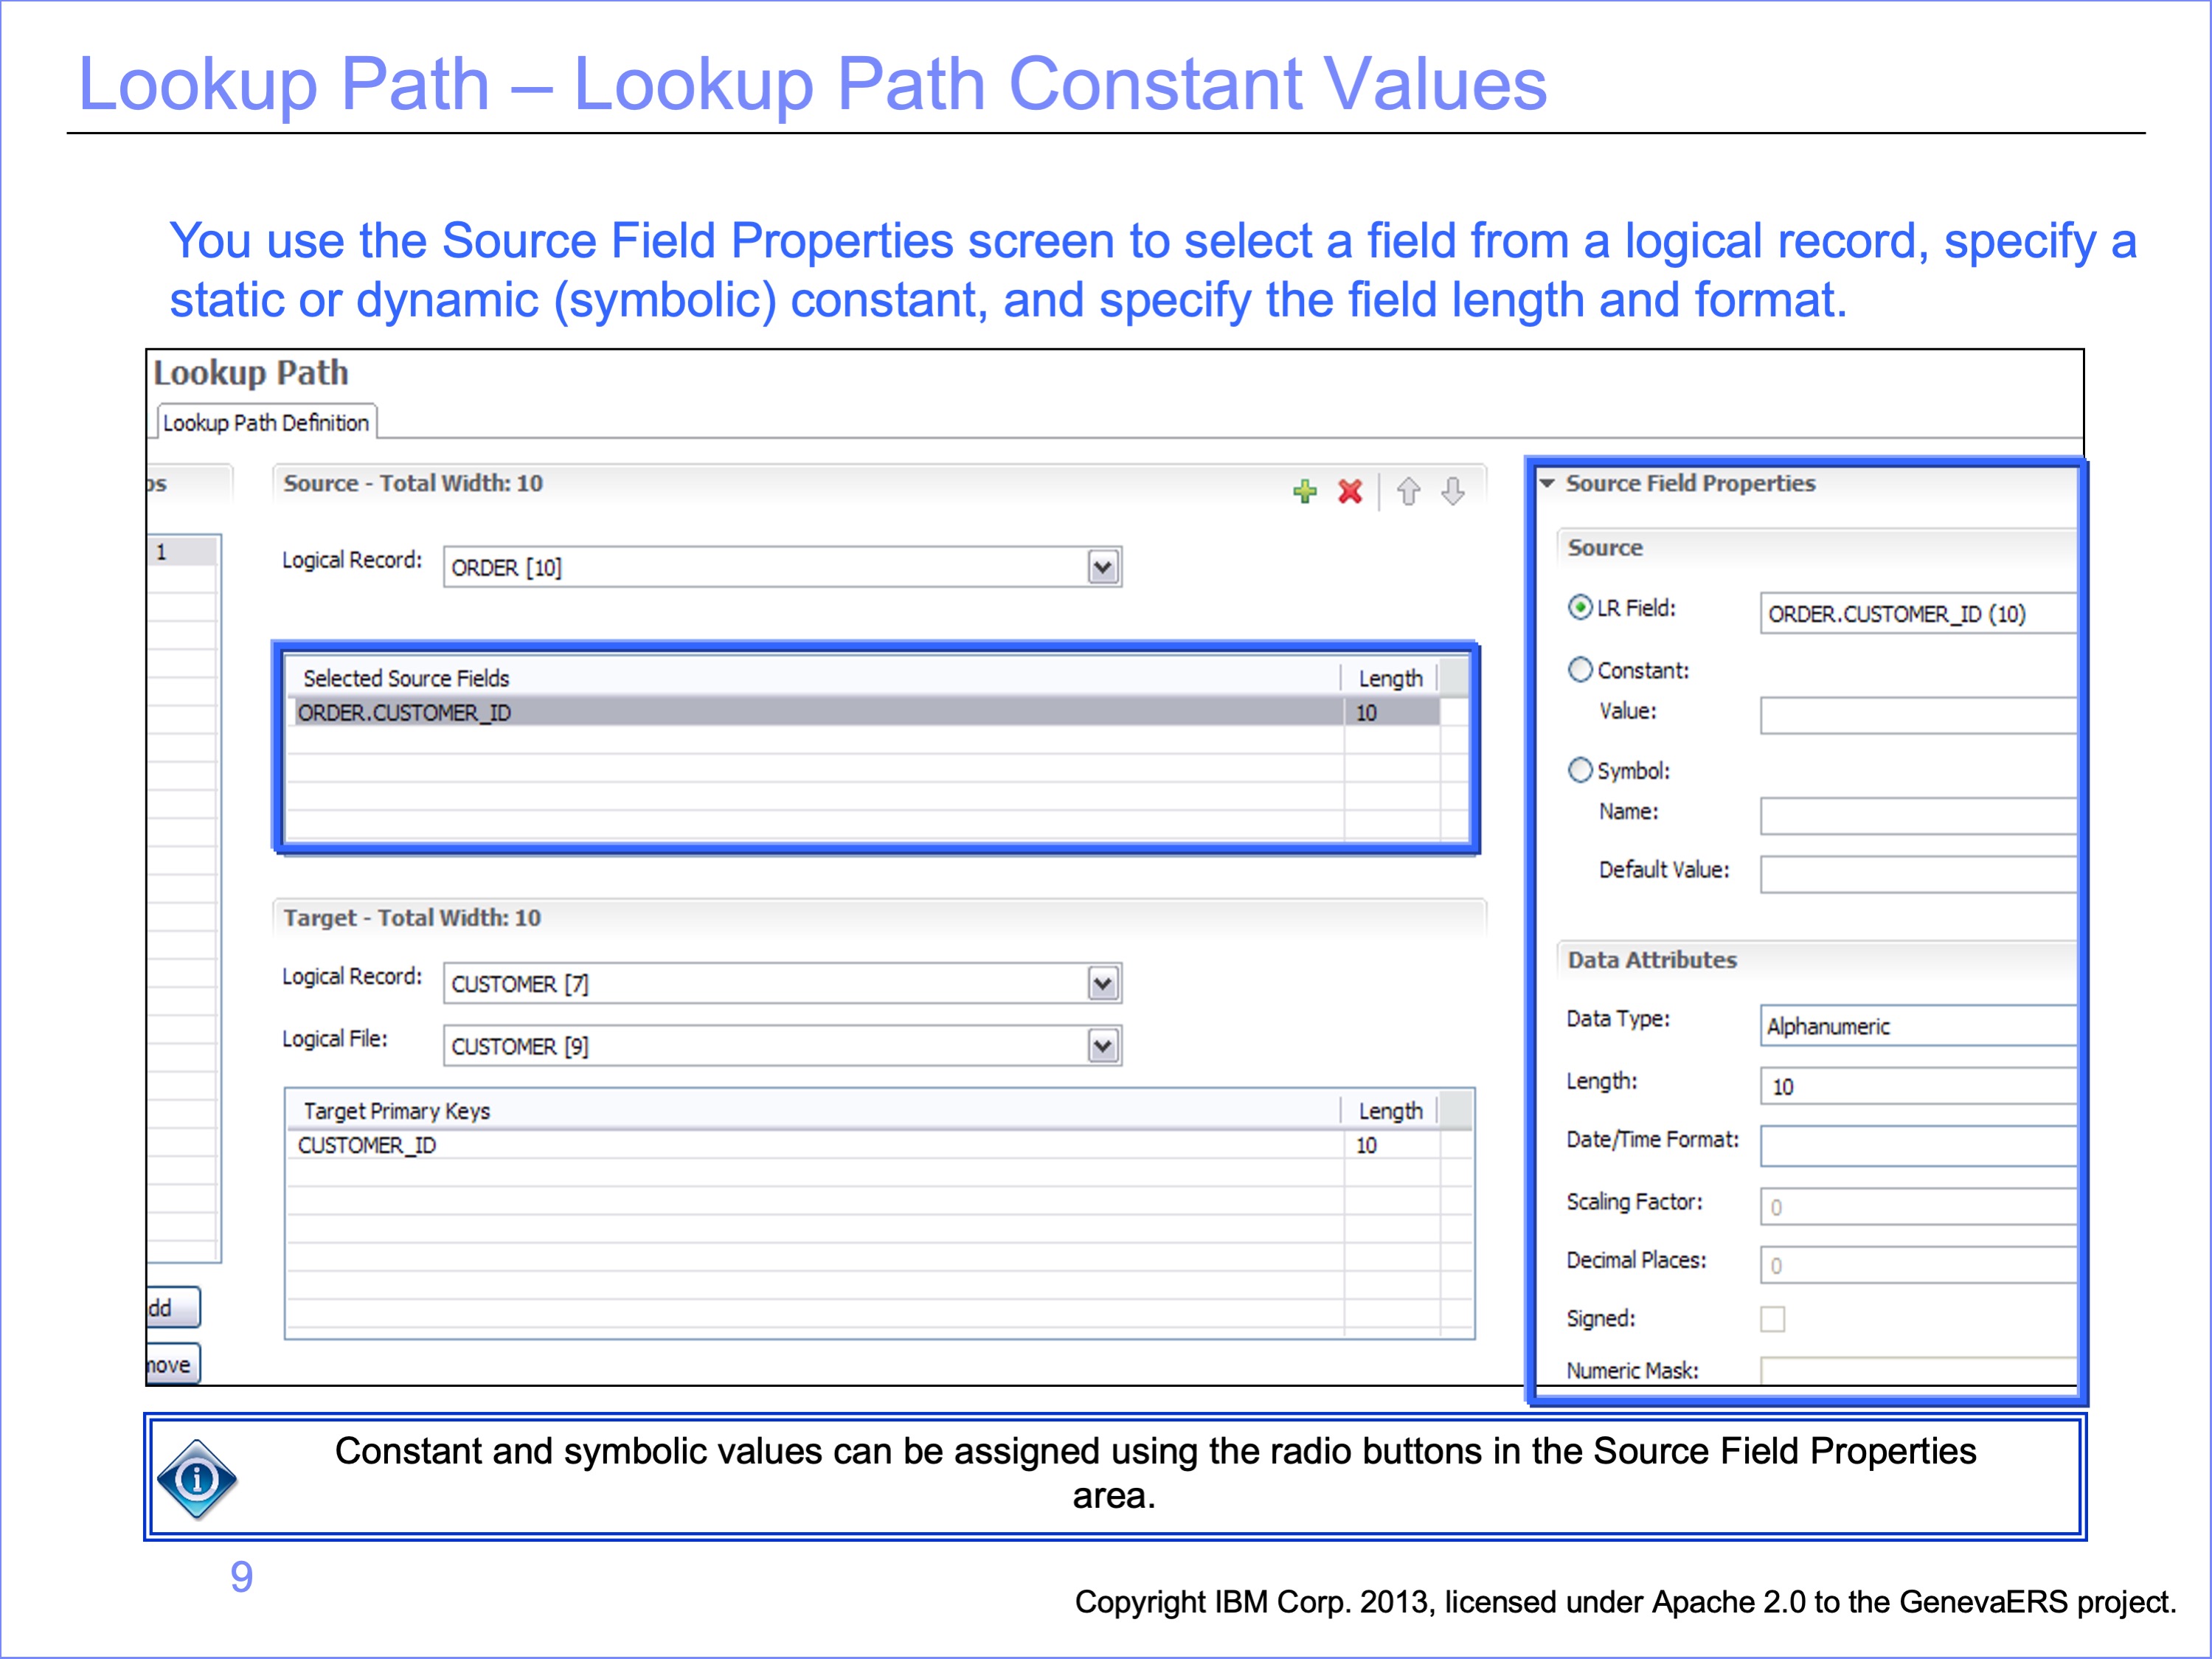 Lookup Path – Lookup Path Constant Values
You use the Source Field Properties screen to select a field from a logical record, specify a
static or dynamic (symbolic) constant, and specify the field length and format.
Lookup Path
Lookup Path Definition
ps
1
dd
move
Source - Total Width: 10
Logical Record: ORDER [10]
Selected Source Fields Length
ORDER.CUSTOMER_ID 10
Target - Total Width: 10
Logical Record: CUSTOMER [7]
Logical File: CUSTOMER [9]
Target Primary Keys Length
CUSTOMER_ID 10
Source Field Properties
Source
LR Field: ORDER.CUSTOMER_ID (10)
Constant:
Value:
Symbol:
Name:
Default Value:
Data Attributes
Data Type: Alphanumeric
Length: 10
Date/Time Format:
Scaling Factor: 0
Decimal Places: 0
Signed:
Numeric Mask:
Constant and symbolic values can be assigned using the radio buttons in the Source Field Properties
area.
9
Copyright IBM Corp. 2013, licensed under Apache 2.0 to the GenevaERS project.